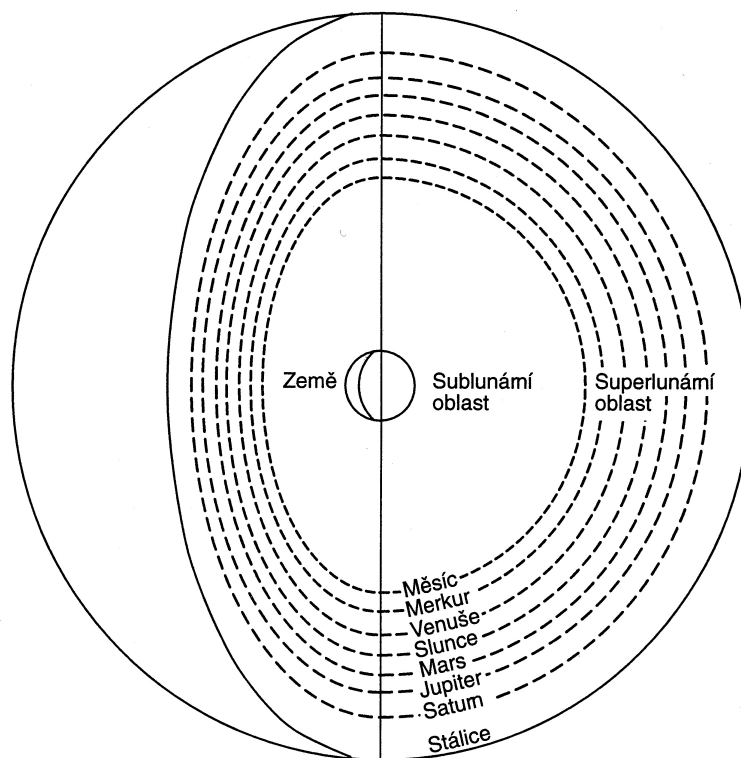 Země
Sublunární
oblast
Superlunární
oblast
Měsíc
Merkur
Venuše
Slunce
Mars
Jupiter
Saturn
Stálice